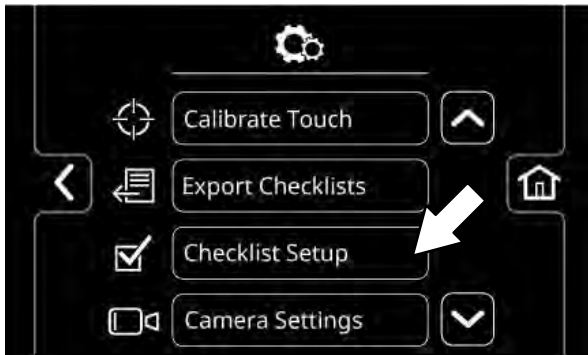 Calibrate Touch
Export Checklists
Checklist Setup
Camera Settings